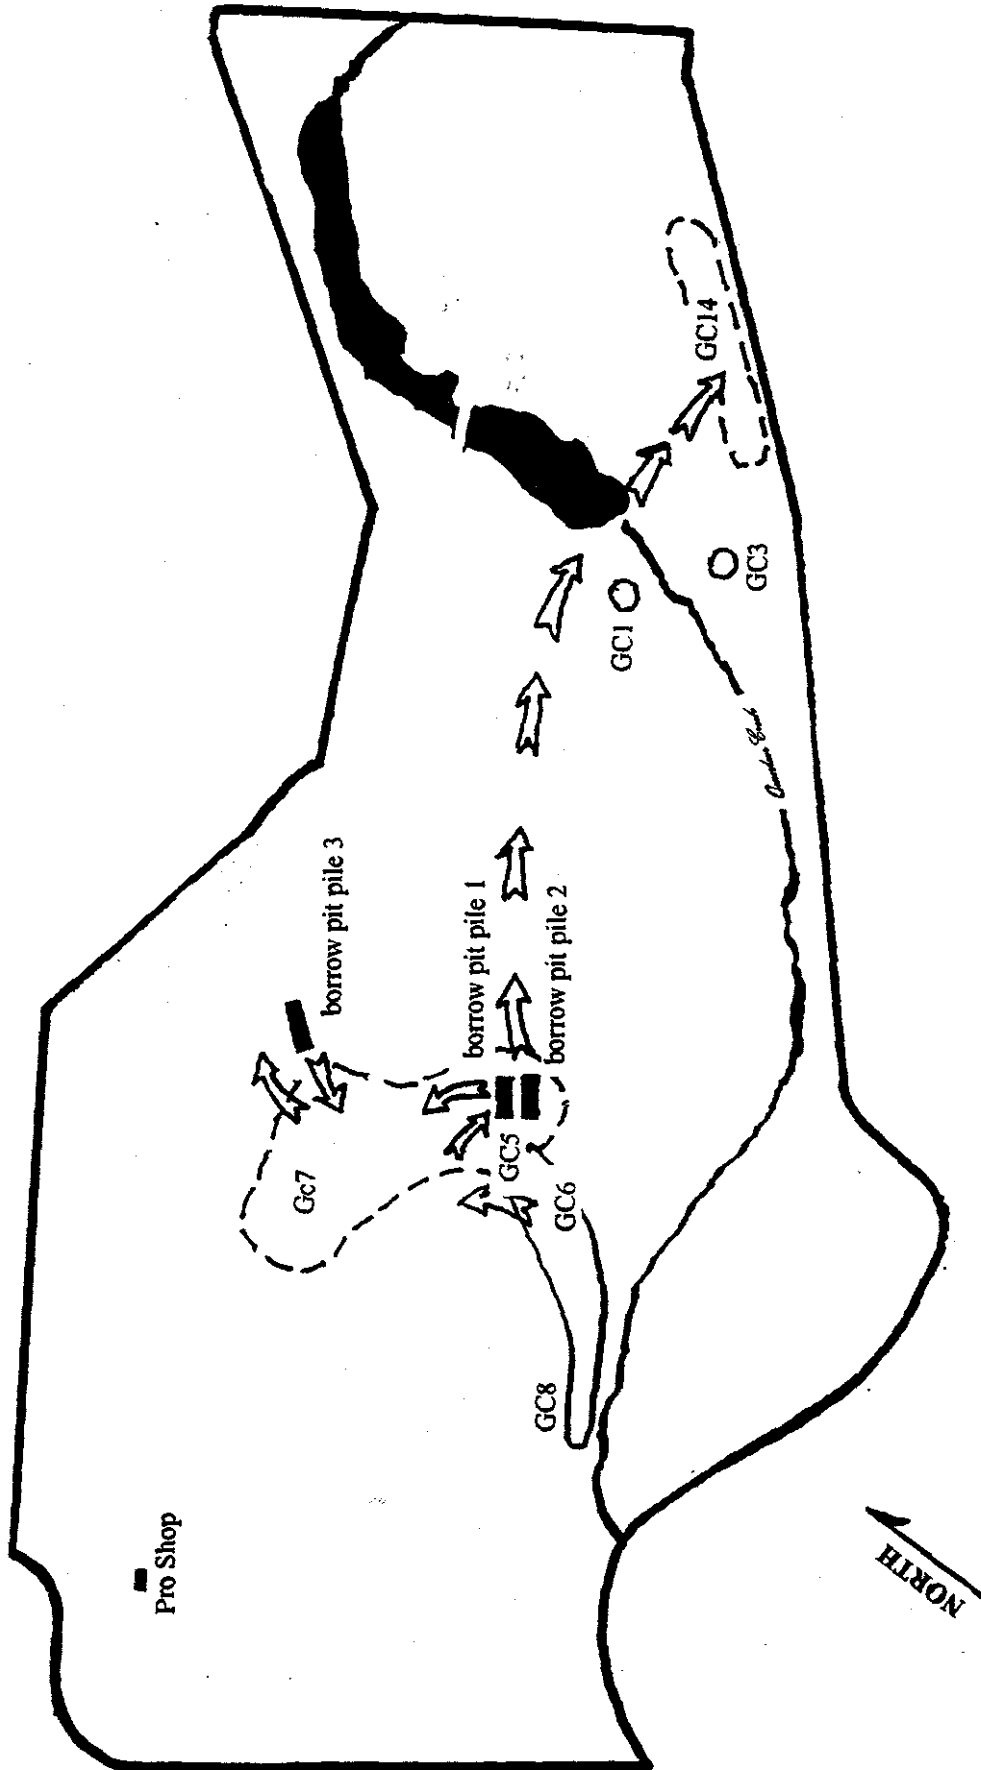 borrow pit pile 3
borrow pit pile 1
borrow pit pile 2
GC14
GC3
GC1
Gc7
GC5
GC6
GC8
Pro Shop
NORTH